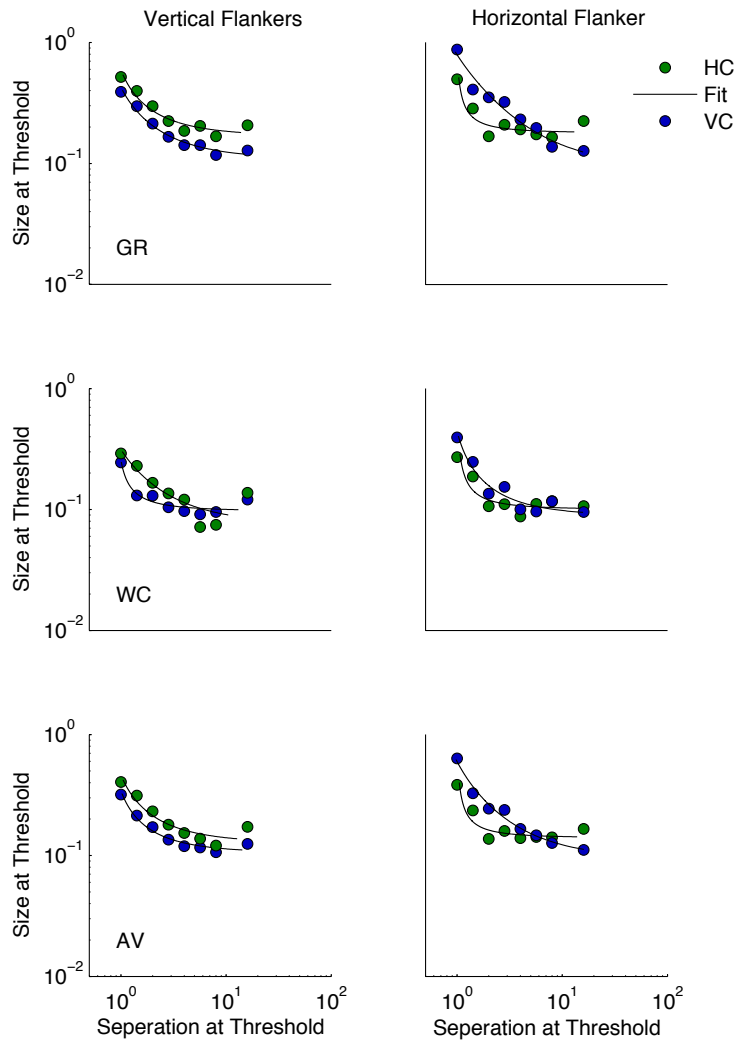 Vertical Flankers
Horizontal Flanker
HC
Fit
VC
Size at Threshold
10^0
10^-1
10^-2
GR
Size at Threshold
10^0
10^-1
10^-2
WC
Size at Threshold
10^0
10^-1
10^-2
AV
10^0
10^1
10^2
10^0
10^1
10^2
Seperation at Threshold
Seperation at Threshold